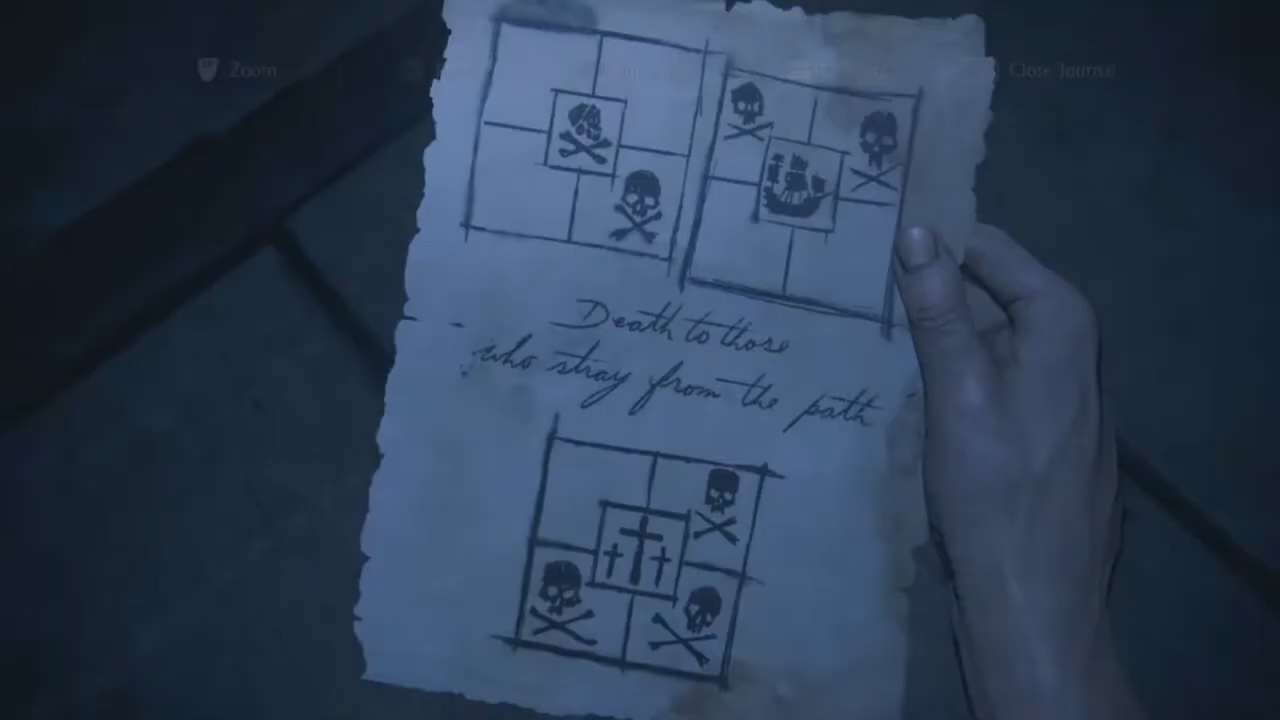 Zoom
Close Journal
Death to those
who stray from the path